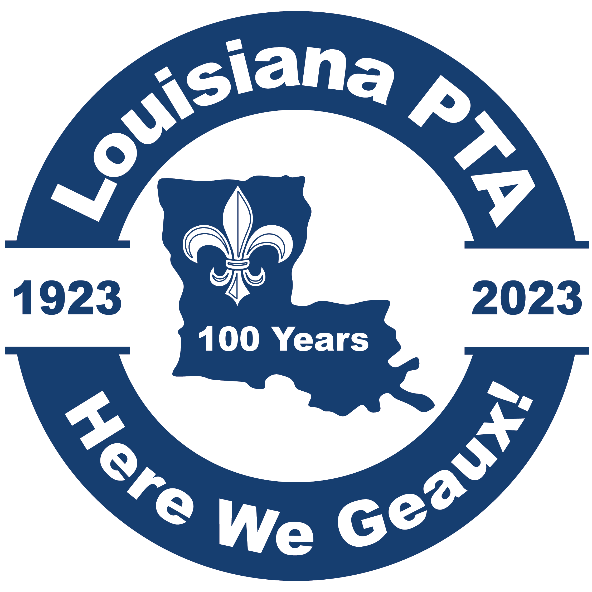 Louisiana PTA
1923
2023
100 Years
Here We Geaux!